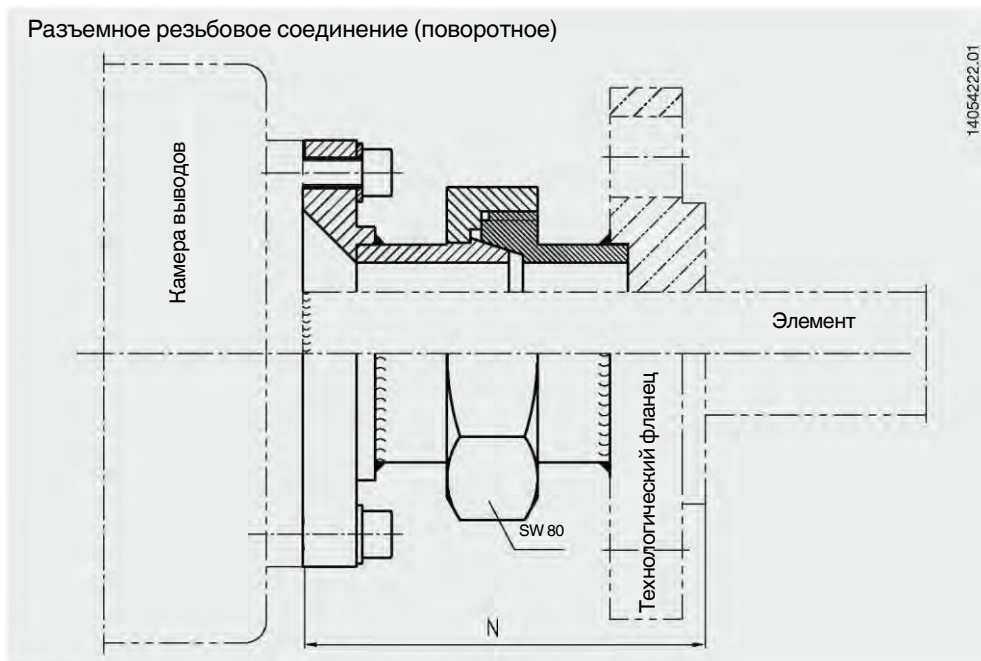 Разъемное резьбовое соединение (поворотное)
14054222.01
Камера выводов
Элемент
Технологический фланец
SW 80
N